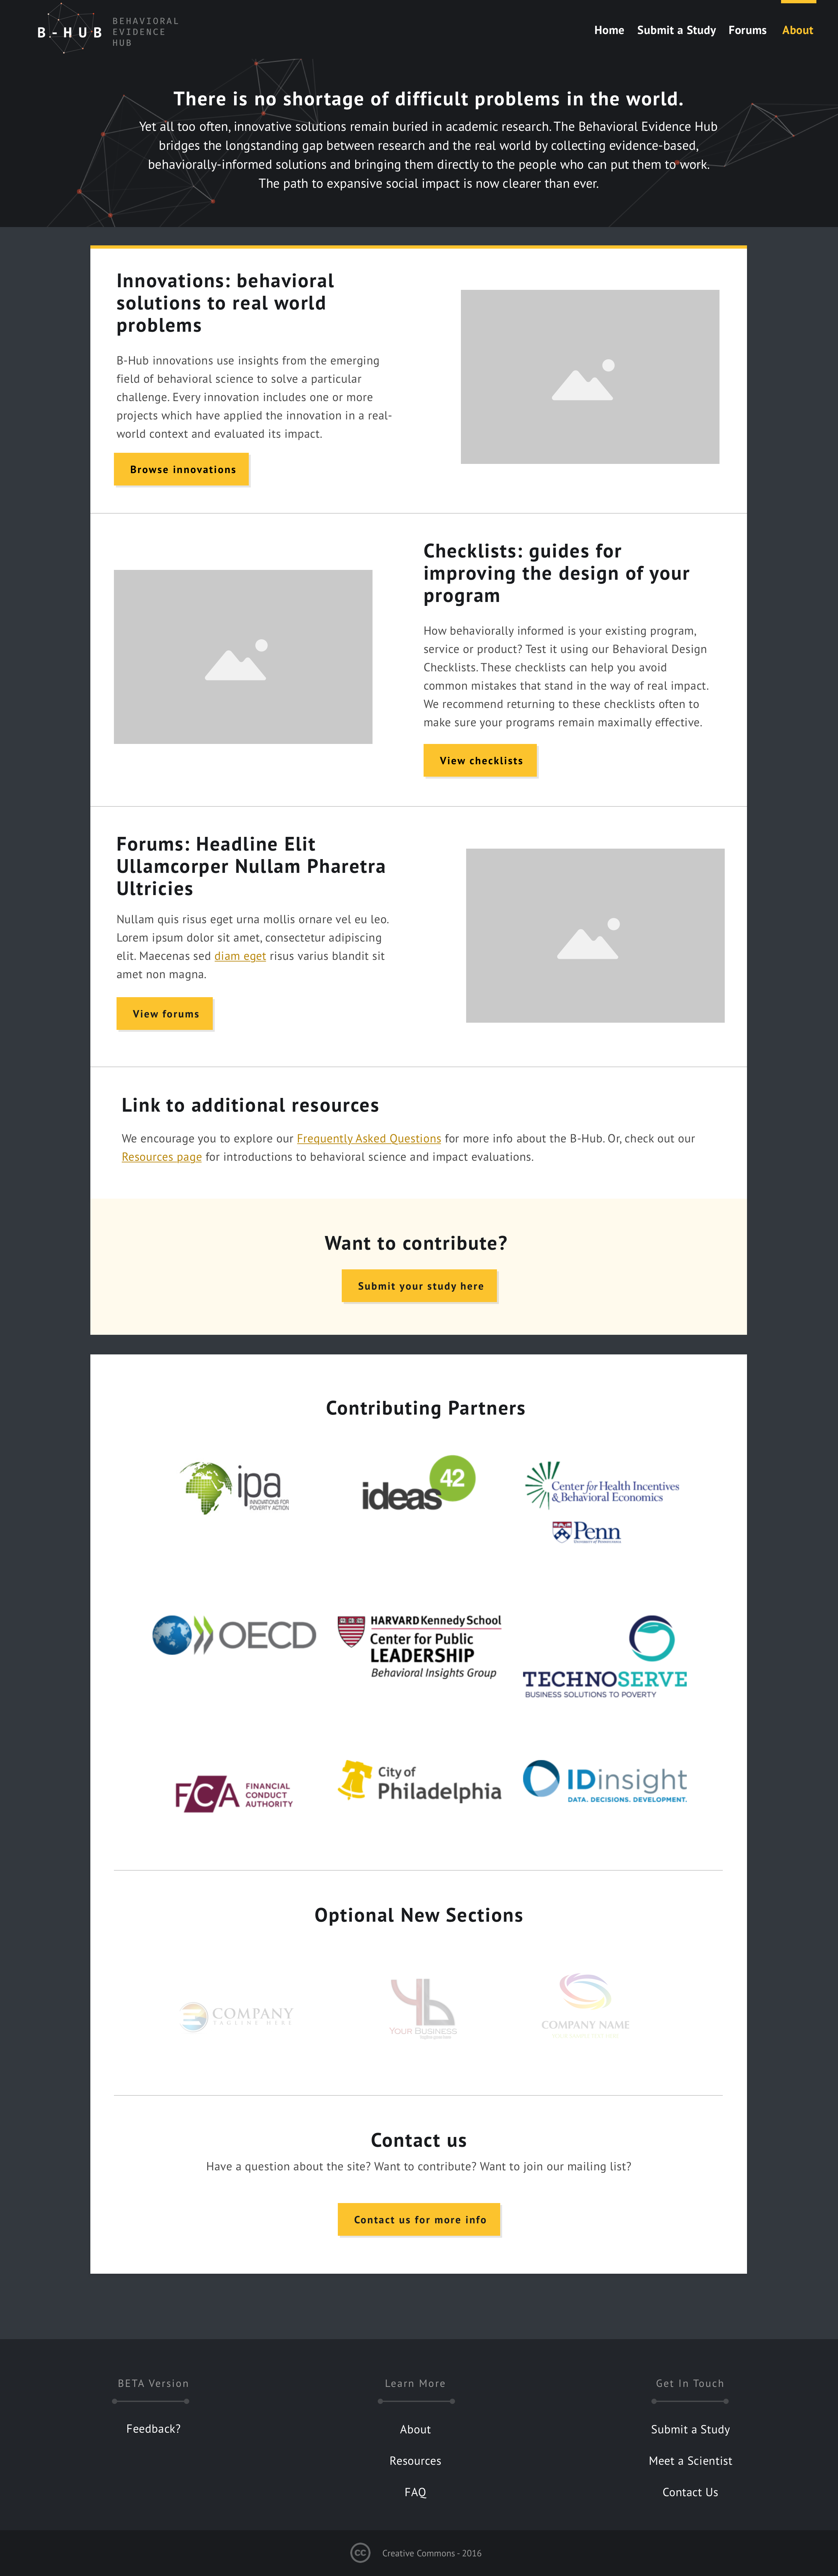 B-HUB
BEHAVIORAL
EVIDENCE
HUB
Home Submit a Study Forums About
There is no shortage of difficult problems in the world.
Yet all too often, innovative solutions remain buried in academic research. The Behavioral Evidence Hub
bridges the longstanding gap between research and the real world by collecting evidence-based,
behaviorally-informed solutions and bringing them directly to the people who can put them to work.
The path to expansive social impact is now clearer than ever.
Innovations: behavioral
solutions to real world
problems
B-Hub innovations use insights from the emerging
field of behavioral science to solve a particular
challenge. Every innovation includes one or more
projects which have applied the innovation in a real-
world context and evaluated its impact.
Browse innovations
Checklists: guides for
improving the design of your
program
How behaviorally informed is your existing program,
service or product? Test it using our Behavioral Design
Checklists. These checklists can help you avoid
common mistakes that stand in the way of real impact.
We recommend returning to these checklists often to
make sure your programs remain maximally effective.
View checklists
Forums: Headline Elit
Ullamcorper Nullam Pharetra
Ultricies
Nullam quis risus eget urna mollis ornare vel eu leo.
Lorem ipsum dolor sit amet, consectetur adipiscing
elit. Maecenas sed diam eget risus varius blandit sit
amet non magna.
View forums
Link to additional resources
We encourage you to explore our Frequently Asked Questions for more info about the B-Hub. Or, check out our
Resources page for introductions to behavioral science and impact evaluations.
Want to contribute?
Submit your study here
Contributing Partners
ipa
INNOVATIONS FOR
POVERTY ACTION
ideas 42
Center for Health Incentives
& Behavioral Economics
Penn
University of Pennsylvania
OECD
HARVARD Kennedy School
Center for Public
LEADERSHIP
Behavioral Insights Group
TECHNOSERVE
BUSINESS SOLUTIONS TO POVERTY
FCA
FINANCIAL
CONDUCT
AUTHORITY
City of
Philadelphia
IDinsight
DATA. DECISIONS. DEVELOPMENT.
Optional New Sections
COMPANY
TAGLINE HERE
YOUR BUSINESS
COMPANY NAME
Contact us
Have a question about the site? Want to contribute? Want to join our mailing list?
Contact us for more info
BETA Version
Feedback?
Learn More
About
Resources
FAQ
Get In Touch
Submit a Study
Meet a Scientist
Contact Us
cc Creative Commons - 2016